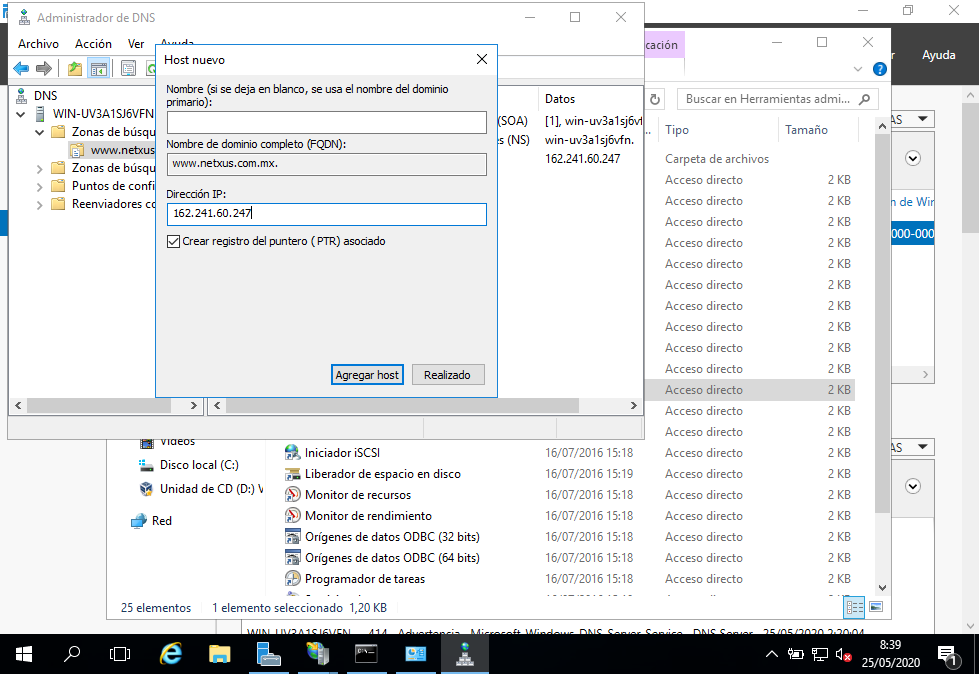 Administrador de DNS
Archivo Acción Ver Ayuda
DNS
WIN-UV3A1SJ6VFN
Zonas de búsqu
www.netxus
Zonas de búsqu
Puntos de confi
Reenviadores co
Host nuevo
Nombre (si se deja en blanco, se usa el nombre del dominio
primario):
Nombre de dominio completo (FQDN):
www.netxus.com.mx.
Dirección IP:
162.241.60.247
Crear registro del puntero (PTR) asociado
Agregar host Realizado
Datos
(SOA) [1], win-uv3a1sj6vf
s (NS) win-uv3a1sj6vfn.
162.241.60.247
cación
Ayuda
Buscar en Herramientas admi...
Tipo Tamaño
Carpeta de archivos
Acceso directo 2 KB
Acceso directo 2 KB
Acceso directo 2 KB
Acceso directo 2 KB
Acceso directo 2 KB
Acceso directo 2 KB
Acceso directo 2 KB
Acceso directo 2 KB
Acceso directo 2 KB
Acceso directo 2 KB
Acceso directo 2 KB
Acceso directo 2 KB
Acceso directo 2 KB
AS
n de Win
000-000
AS
Vídeos
Disco local (C:)
Unidad de CD (D:) V
Red
Iniciador iSCSI 16/07/2016 15:18 Acceso directo 2 KB
Liberador de espacio en disco 16/07/2016 15:19 Acceso directo 2 KB
Monitor de recursos 16/07/2016 15:18 Acceso directo 2 KB
Monitor de rendimiento 16/07/2016 15:18 Acceso directo 2 KB
Orígenes de datos ODBC (32 bits) 16/07/2016 15:18 Acceso directo 2 KB
Orígenes de datos ODBC (64 bits) 16/07/2016 15:18 Acceso directo 2 KB
Programador de tareas 16/07/2016 15:18 Acceso directo 2 KB
25 elementos 1 elemento seleccionado 1,20 KB
WIN-UV3A1SJ6VFN 414 Advertencia Microsoft-Windows-DNS-Server-Service DNS Server 25/05/2020 2:20:04
8:39
25/05/2020
1